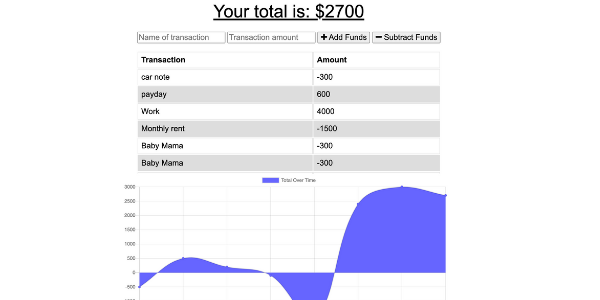 Your total is: $2700
Name of transaction Transaction amount + Add Funds − Subtract Funds
Transaction Amount
car note -300
payday 600
Work 4000
Monthly rent -1500
Baby Mama -300
Baby Mama -300
Total Over Time
3000
2500
2000
1500
1000
500
0
-500